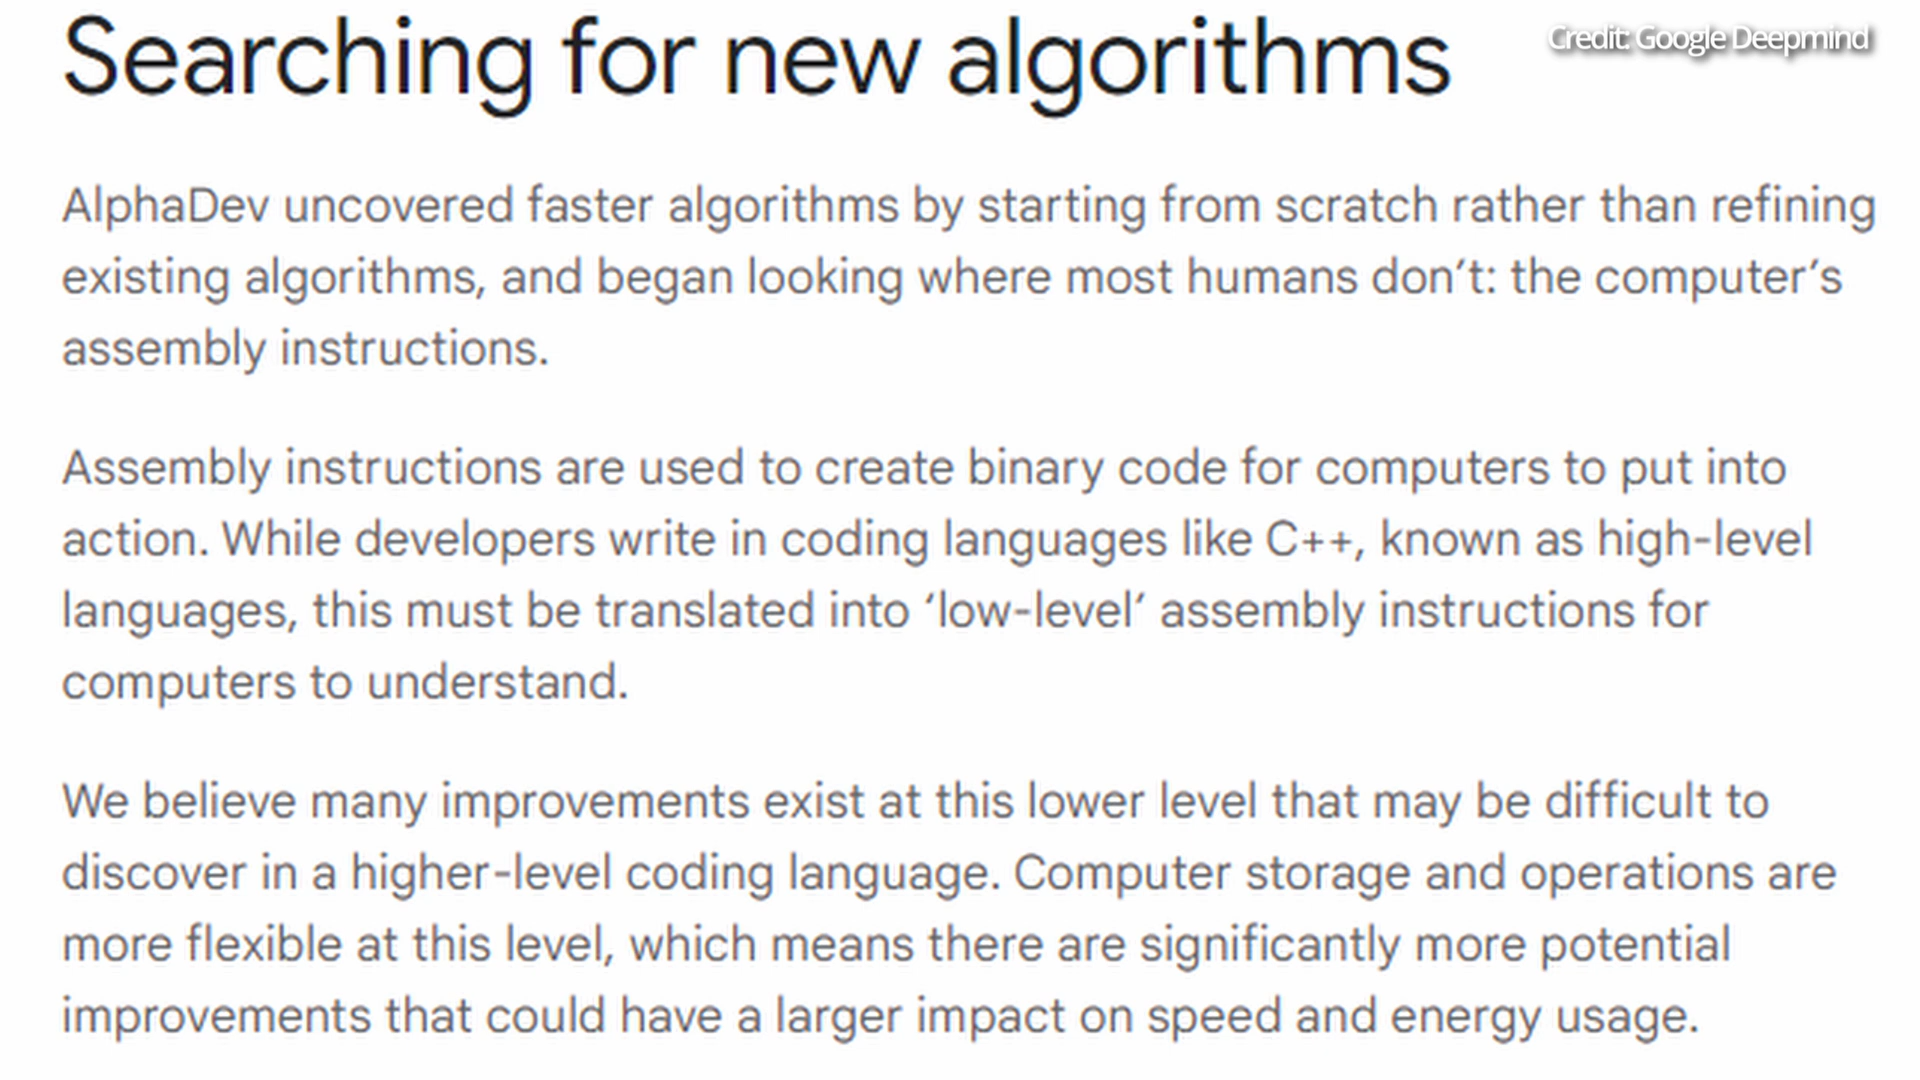 Searching for new algorithms
Credit: Google Deepmind
AlphaDev uncovered faster algorithms by starting from scratch rather than refining
existing algorithms, and began looking where most humans don’t: the computer’s
assembly instructions.
Assembly instructions are used to create binary code for computers to put into
action. While developers write in coding languages like C++, known as high-level
languages, this must be translated into ‘low-level’ assembly instructions for
computers to understand.
We believe many improvements exist at this lower level that may be difficult to
discover in a higher-level coding language. Computer storage and operations are
more flexible at this level, which means there are significantly more potential
improvements that could have a larger impact on speed and energy usage.